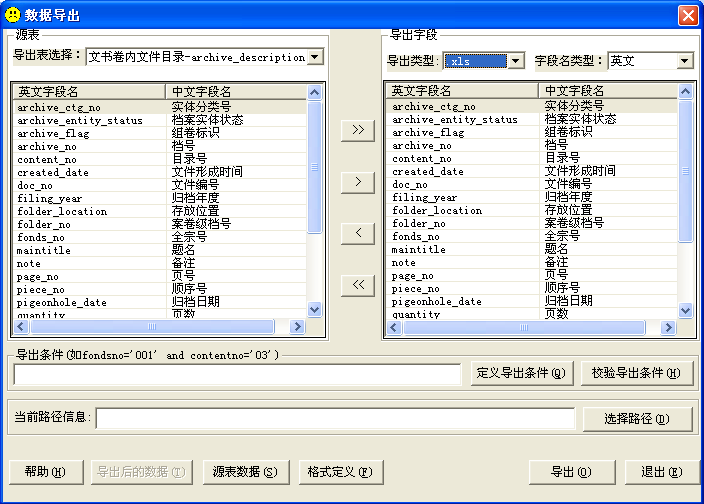 数据导出
源表
导出表选择： 文书卷内文件目录-archive_description
英文字段名 中文字段名
archive_ctg_no 实体分类号
archive_entity_status 档案实体状态
archive_flag 组卷标识
archive_no 档号
content_no 目录号
created_date 文件形成时间
doc_no 文件编号
filing_year 归档年度
folder_location 存放位置
folder_no 案卷级档号
fonds_no 全宗号
maintitle 题名
note 备注
page_no 页号
piece_no 顺序号
pigeonhole_date 归档日期
quantity 页数
>>
>
<
<<
导出字段
导出类型: xls 字段名类型： 英文
英文字段名 中文字段名
archive_ctg_no 实体分类号
archive_entity_status 档案实体状态
archive_flag 组卷标识
archive_no 档号
content_no 目录号
created_date 文件形成时间
doc_no 文件编号
filing_year 归档年度
folder_location 存放位置
folder_no 案卷级档号
fonds_no 全宗号
maintitle 题名
note 备注
page_no 页号
piece_no 顺序号
pigeonhole_date 归档日期
quantity 页数
导出条件(如fondsno='001' and contentno='03')
定义导出条件(Q) 校验导出条件(M)
当前路径信息: 选择路径(D)
帮助(H) 导出后的数据(T) 源表数据(S) 格式定义(F) 导出(O) 退出(E)